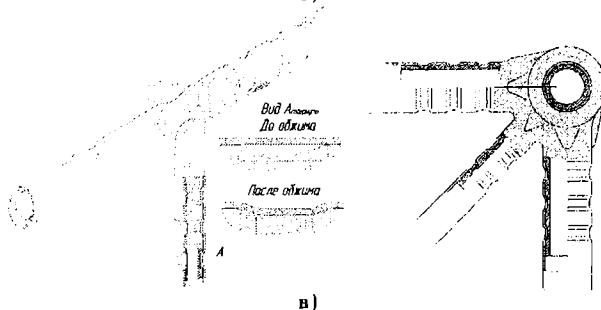 Вид А
До обжима
После обжима
А
в)